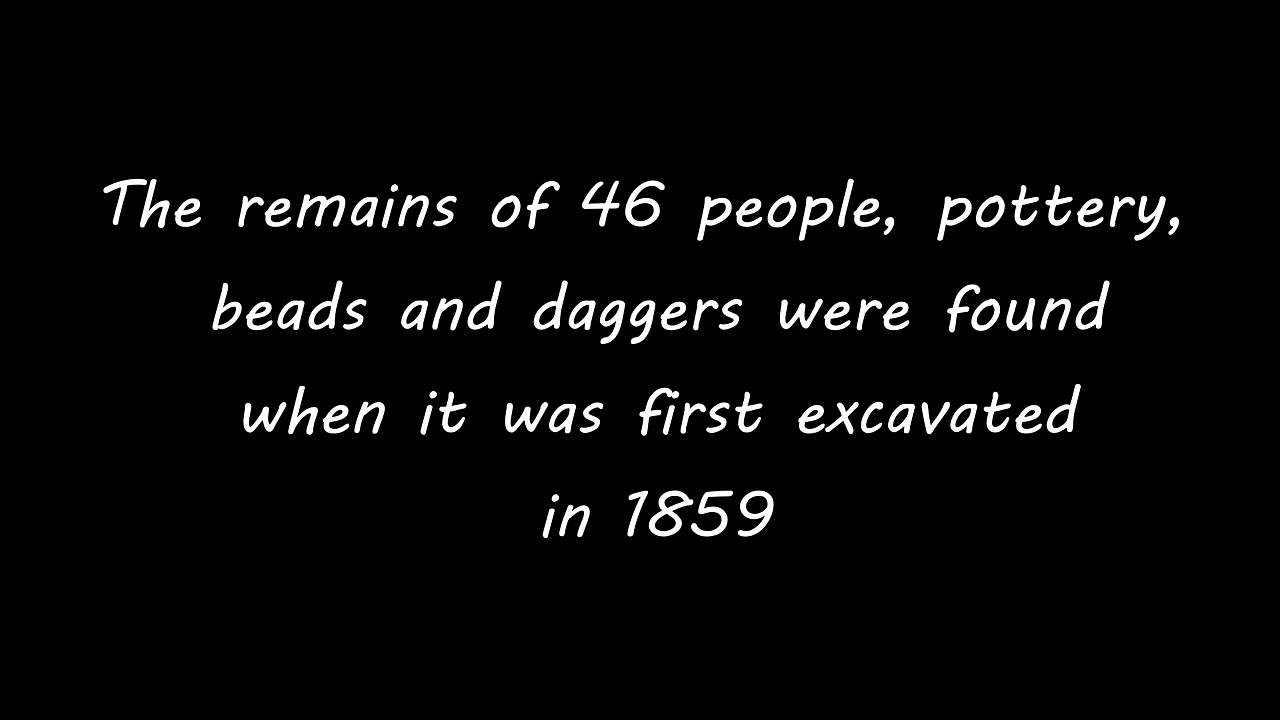 The remains of 46 people, pottery,
beads and daggers were found
when it was first excavated
in 1859